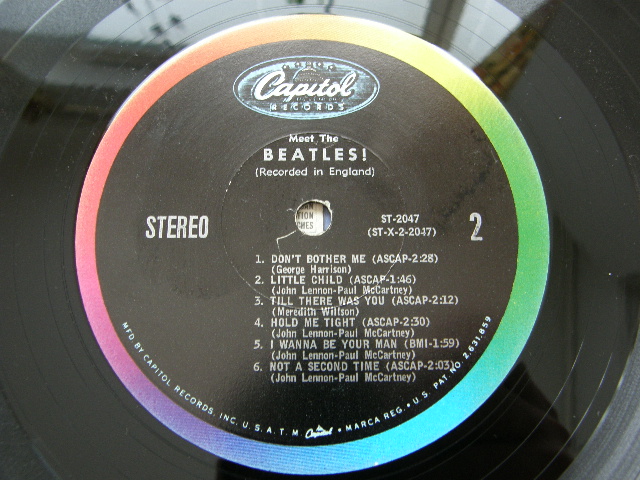 Capitol
RECORDS
Meet The
BEATLES!
(Recorded in England)
STEREO
ST-2047
(ST-X-2-2047)
2
1. DON'T BOTHER ME (ASCAP-2:28)
(George Harrison)
2. LITTLE CHILD (ASCAP-1:46)
(John Lennon-Paul McCartney)
3. TILL THERE WAS YOU (ASCAP-2:12)
(Meredith Willson)
4. HOLD ME TIGHT (ASCAP-2:30)
(John Lennon-Paul McCartney)
5. I WANNA BE YOUR MAN (BMI-1:59)
(John Lennon-Paul McCartney)
6. NOT A SECOND TIME (ASCAP-2:03)
(John Lennon-Paul McCartney)
MFD BY CAPITOL RECORDS, INC. U.S.A. T.M. Capitol • MARCA REG. • U.S. PAT. NO. 2,631,859